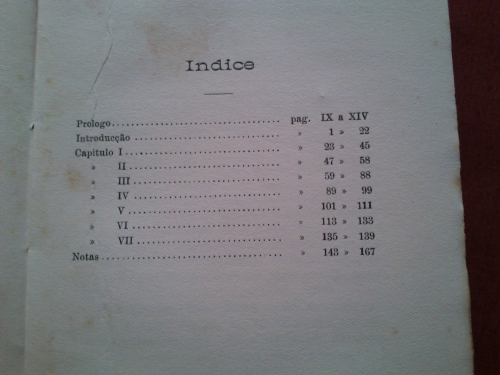 Indice
Prologo........................................ pag. IX a XIV
Introducção ................................... » 1 » 22
Capitulo I..................................... » 23 » 45
» II..................................... » 47 » 58
» III.................................... » 59 » 88
» IV .................................... » 89 » 99
» V ..................................... » 101 » 111
» VI .................................... » 113 » 133
» VII ................................... » 135 » 139
Notas.......................................... » 143 » 167